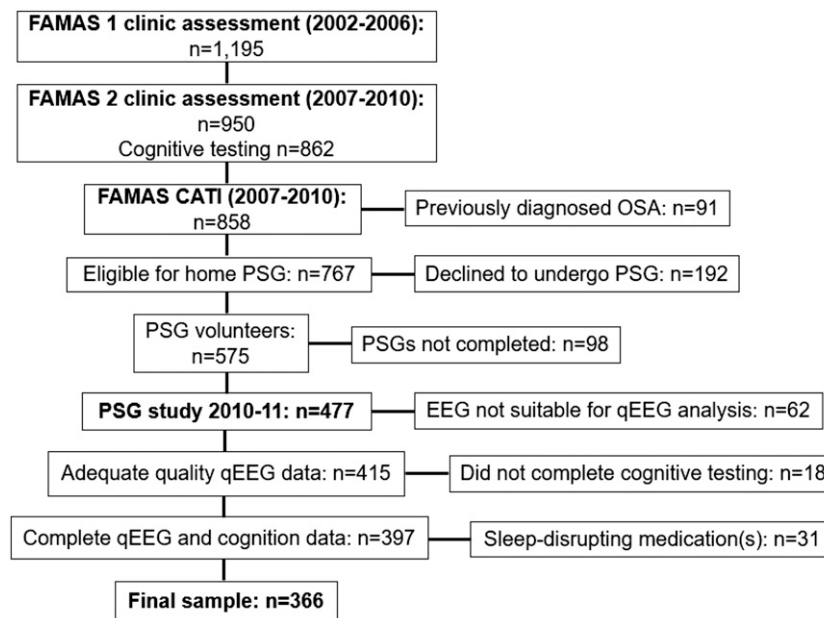 FAMAS 1 clinic assessment (2002-2006):
n=1,195
FAMAS 2 clinic assessment (2007-2010):
n=950
Cognitive testing n=862
FAMAS CATI (2007-2010):
n=858
Previously diagnosed OSA: n=91
Eligible for home PSG: n=767
Declined to undergo PSG: n=192
PSG volunteers:
n=575
PSGs not completed: n=98
PSG study 2010-11: n=477
EEG not suitable for qEEG analysis: n=62
Adequate quality qEEG data: n=415
Did not complete cognitive testing: n=18
Complete qEEG and cognition data: n=397
Sleep-disrupting medication(s): n=31
Final sample: n=366